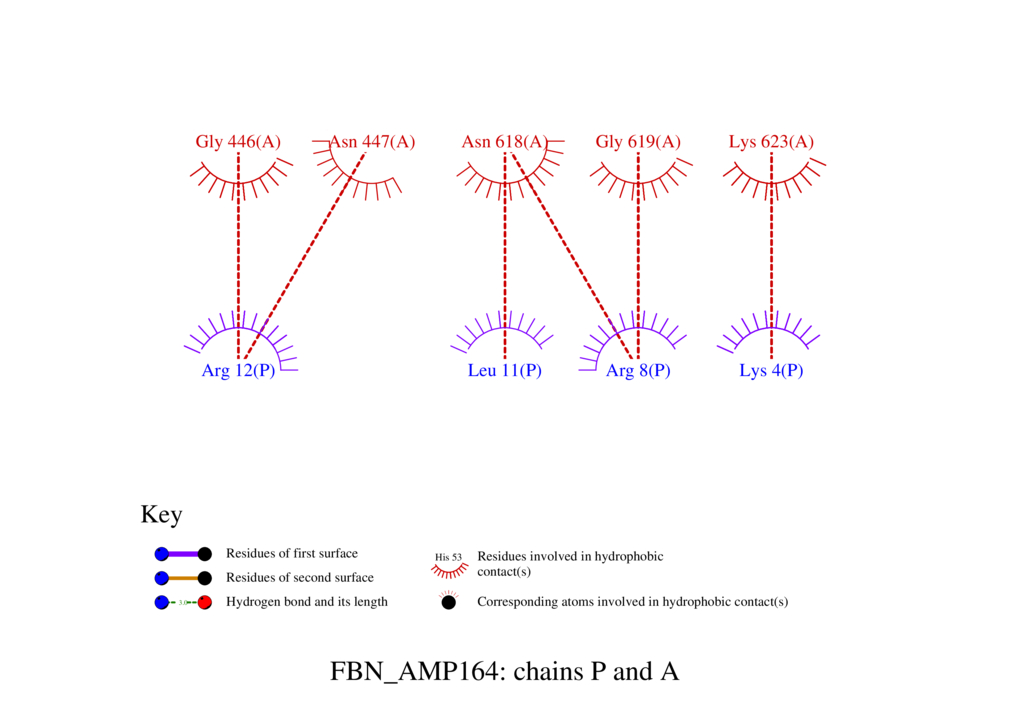 Gly 446(A) Asn 447(A) Asn 618(A) Gly 619(A) Lys 623(A)
Arg 12(P) Leu 11(P) Arg 8(P) Lys 4(P)
Key
Residues of first surface
Residues of second surface
3.0 Hydrogen bond and its length
His 53 Residues involved in hydrophobic
contact(s)
Corresponding atoms involved in hydrophobic contact(s)
FBN_AMP164: chains P and A